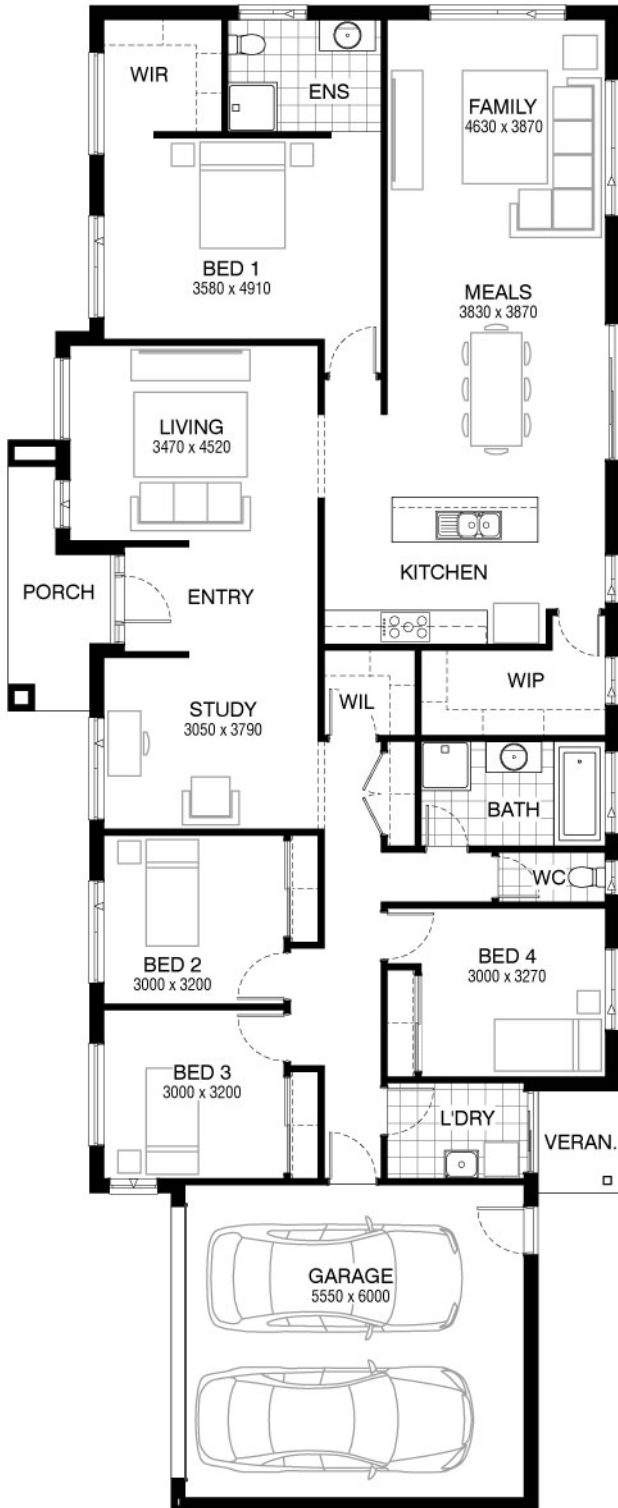 WIR
ENS
FAMILY
4630 x 3870
BED 1
3580 x 4910
MEALS
3830 x 3870
LIVING
3470 x 4520
KITCHEN
PORCH
ENTRY
WIP
WIL
STUDY
3050 x 3790
BATH
WC
BED 2
3000 x 3200
BED 4
3000 x 3270
BED 3
3000 x 3200
L'DRY
VERAN.
GARAGE
5550 x 6000